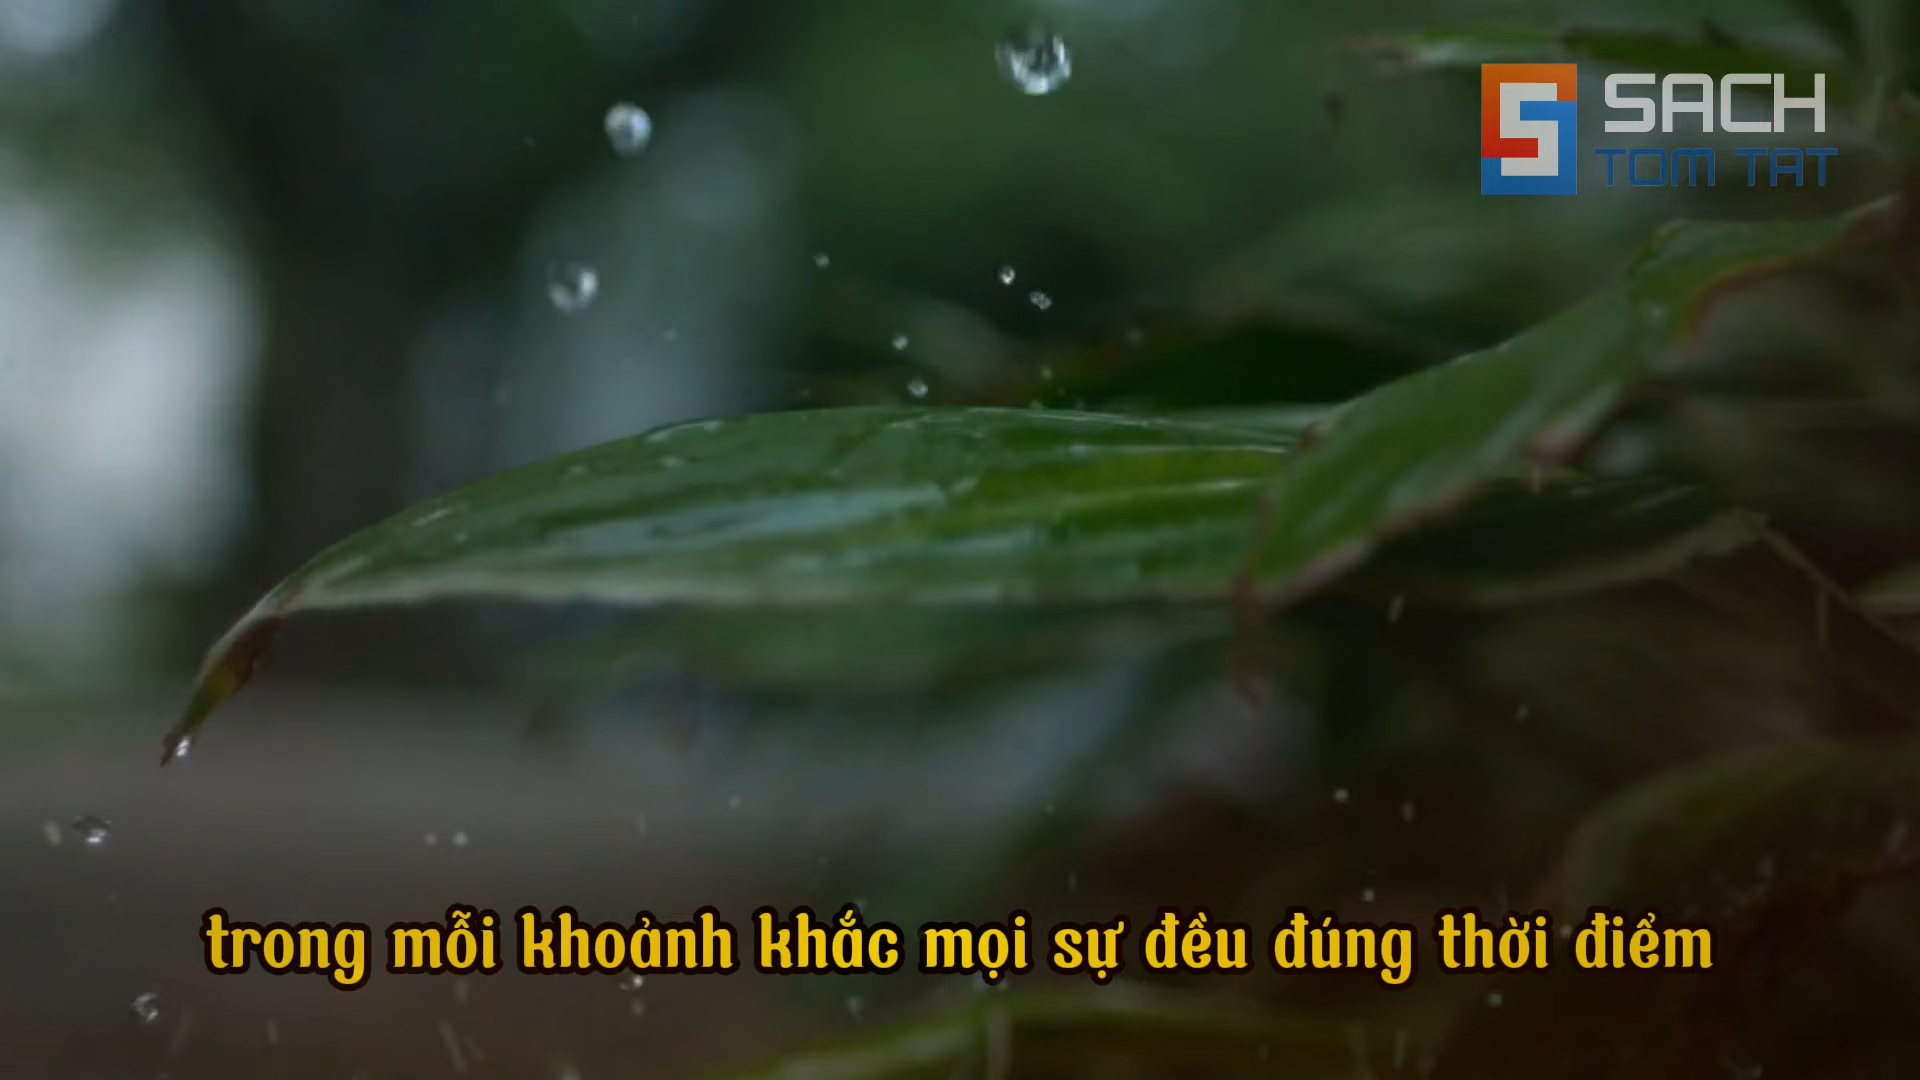 SACH
TOM TAT
trong mỗi khoảnh khắc mọi sự đều đúng thời điểm